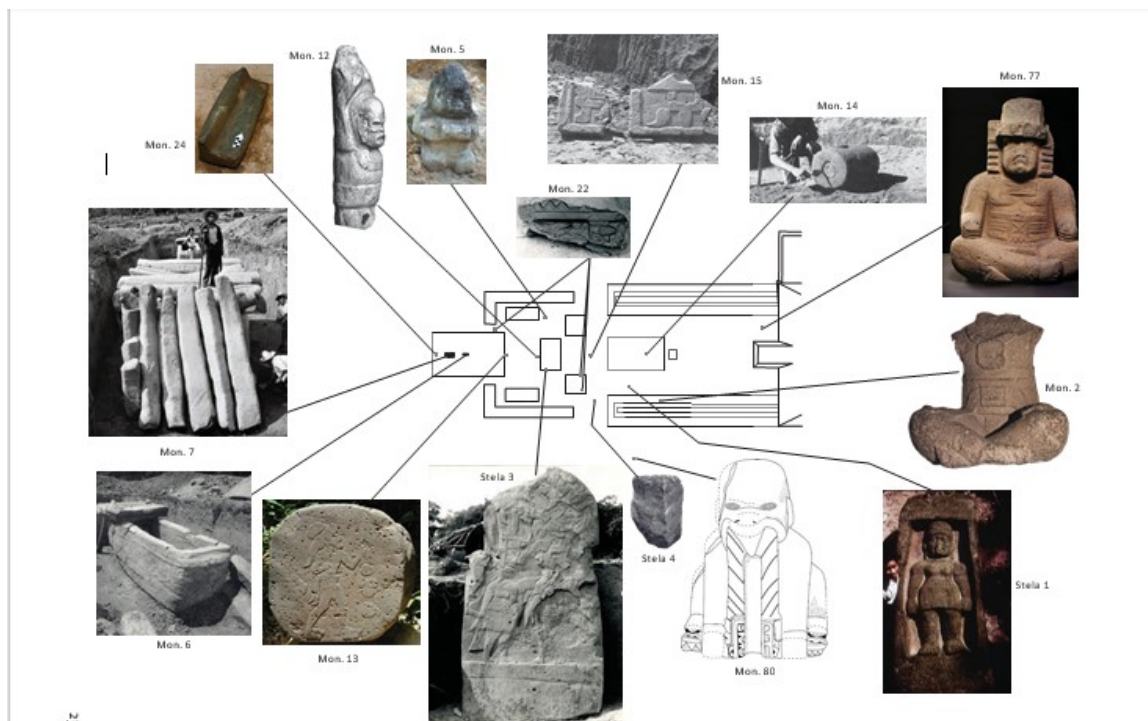 Mon. 12
Mon. 5
Mon. 15
Mon. 77
Mon. 14
Mon. 24
Mon. 22
Mon. 2
Mon. 7
Stela 3
Stela 4
Stela 1
Mon. 6
Mon. 13
Mon. 80
2